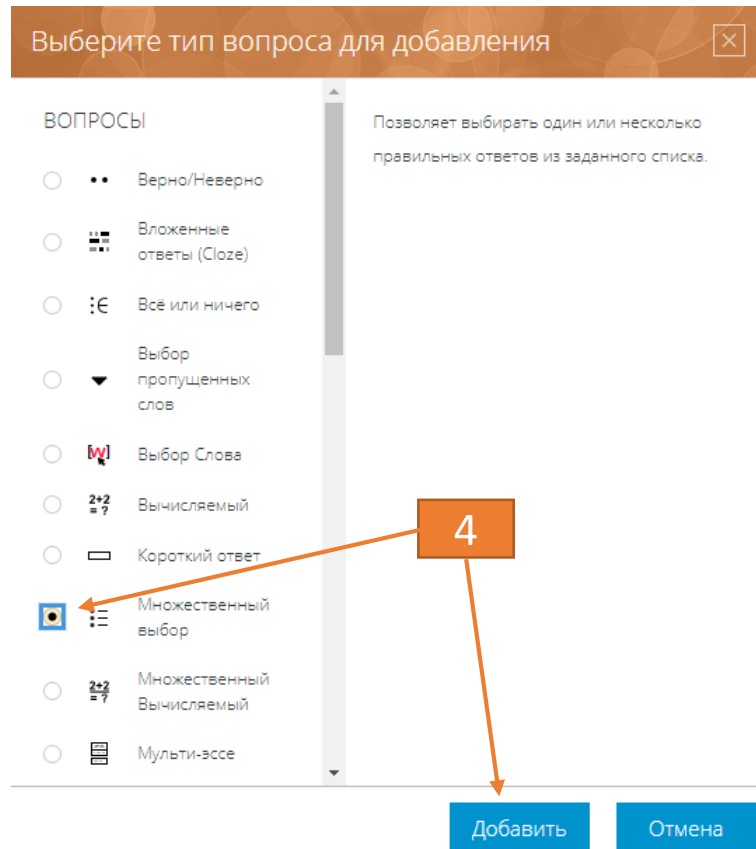 Выберите тип вопроса для добавления
ВОПРОСЫ
Позволяет выбирать один или несколько
правильных ответов из заданного списка.
Верно/Неверно
Вложенные
ответы (Cloze)
Всё или ничего
Выбор
пропущенных
слов
[W]
Выбор Слова
2+2
= ?
Вычисляемый
4
Короткий ответ
Множественный
выбор
2+2
= ?
Множественный
Вычисляемый
Мульти-эссе
Добавить
Отмена